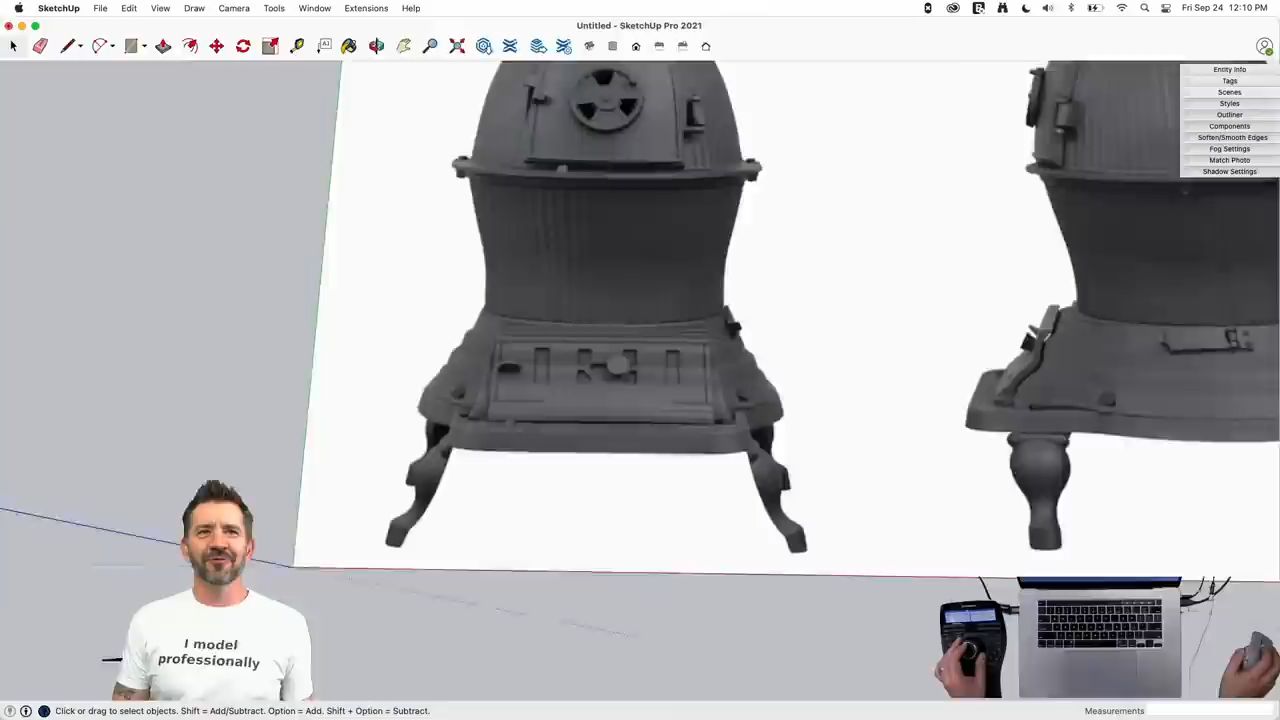 SketchUp File Edit View Draw Camera Tools Window Extensions Help
Fri Sep 24 12:10 PM
Untitled - SketchUp Pro 2021
Entity Info
Tags
Scenes
Styles
Outliner
Components
Soften/Smooth Edges
Fog Settings
Match Photo
Shadow Settings
I model
professionally
Click or drag to select objects. Shift = Add/Subtract. Option = Add. Shift + Option = Subtract.
Measurements